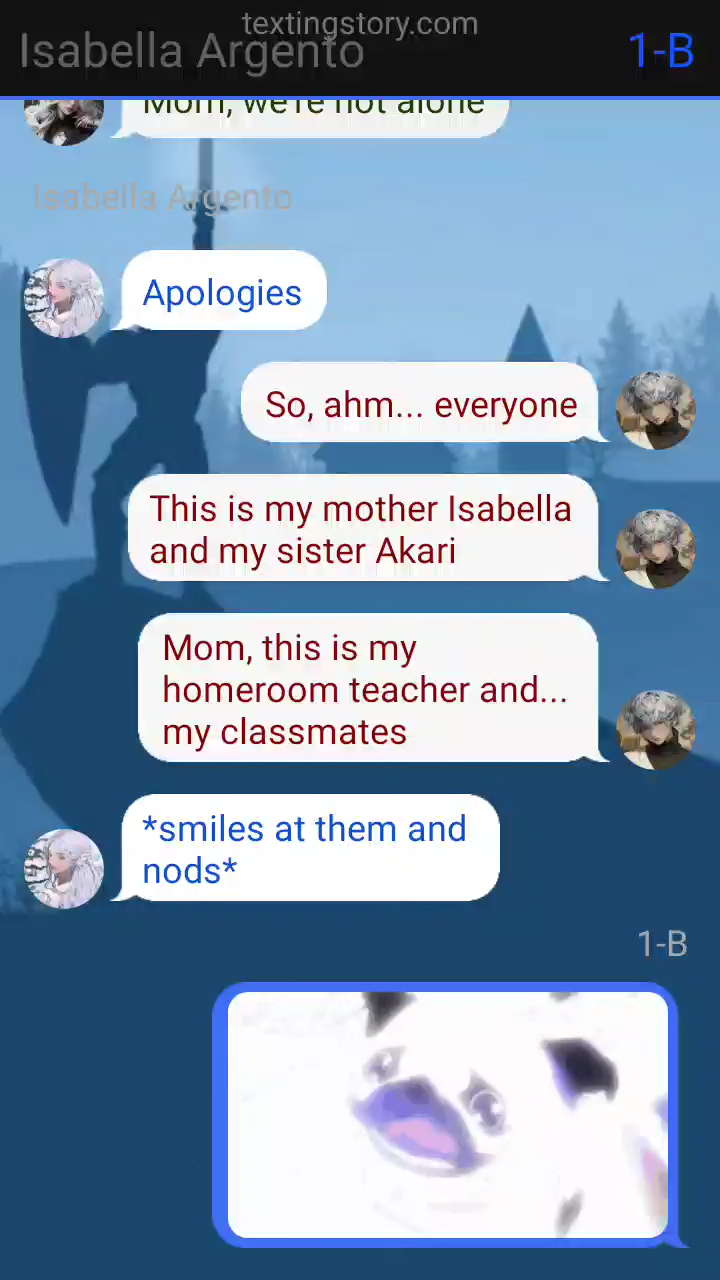 textingstory.com
Isabella Argento
1-B
Mom, we're not alone
Isabella Argento
Apologies
So, ahm... everyone
This is my mother Isabella
and my sister Akari
Mom, this is my
homeroom teacher and...
my classmates
*smiles at them and
nods*
1-B